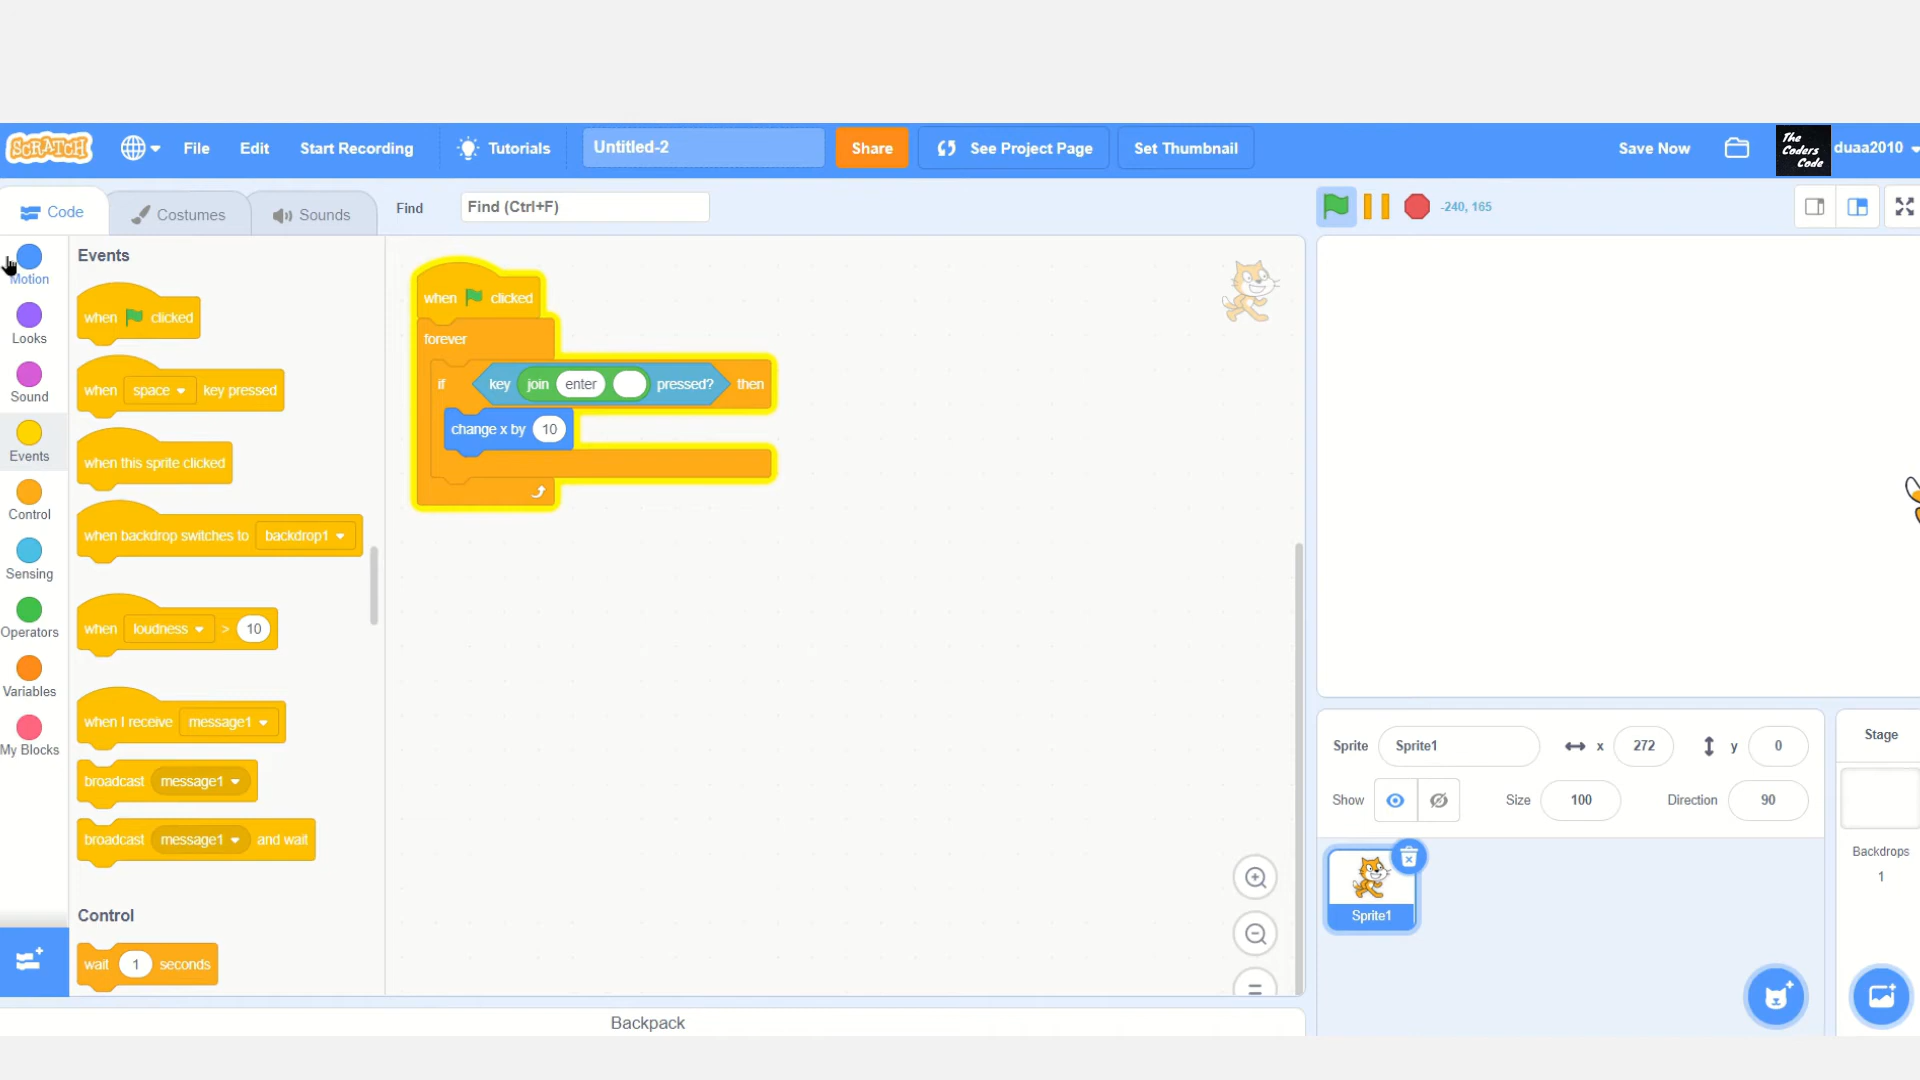 SCRATCH File Edit Start Recording Tutorials Untitled-2 Share See Project Page Set Thumbnail Save Now The Coders Code duaa2010
Code Costumes Sounds Find Find (Ctrl+F) -240, 165
Motion
Looks
Sound
Events
Control
Sensing
Operators
Variables
My Blocks
Events
when clicked
when space key pressed
when this sprite clicked
when backdrop switches to backdrop1
when loudness > 10
when I receive message1
broadcast message1
broadcast message1 and wait
Control
wait 1 seconds
when clicked
forever
if key join enter pressed? then
change x by 10
Sprite Sprite1 x 272 y 0
Show Size 100 Direction 90
Sprite1
Stage
Backdrops
1
Backpack